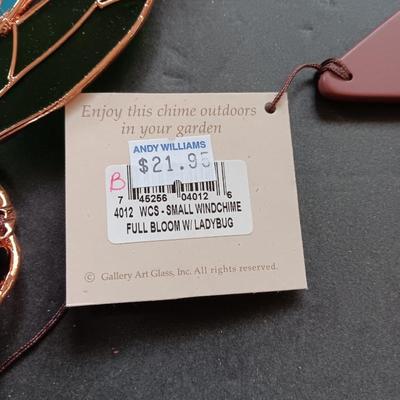 Enjoy this chime outdoors
in your garden
ANDY WILLIAMS
$21.95
B
7 45256 04012 6
4012 WCS - SMALL WINDCHIME
FULL BLOOM W/ LADYBUG
© Gallery Art Glass, Inc. All rights reserved.